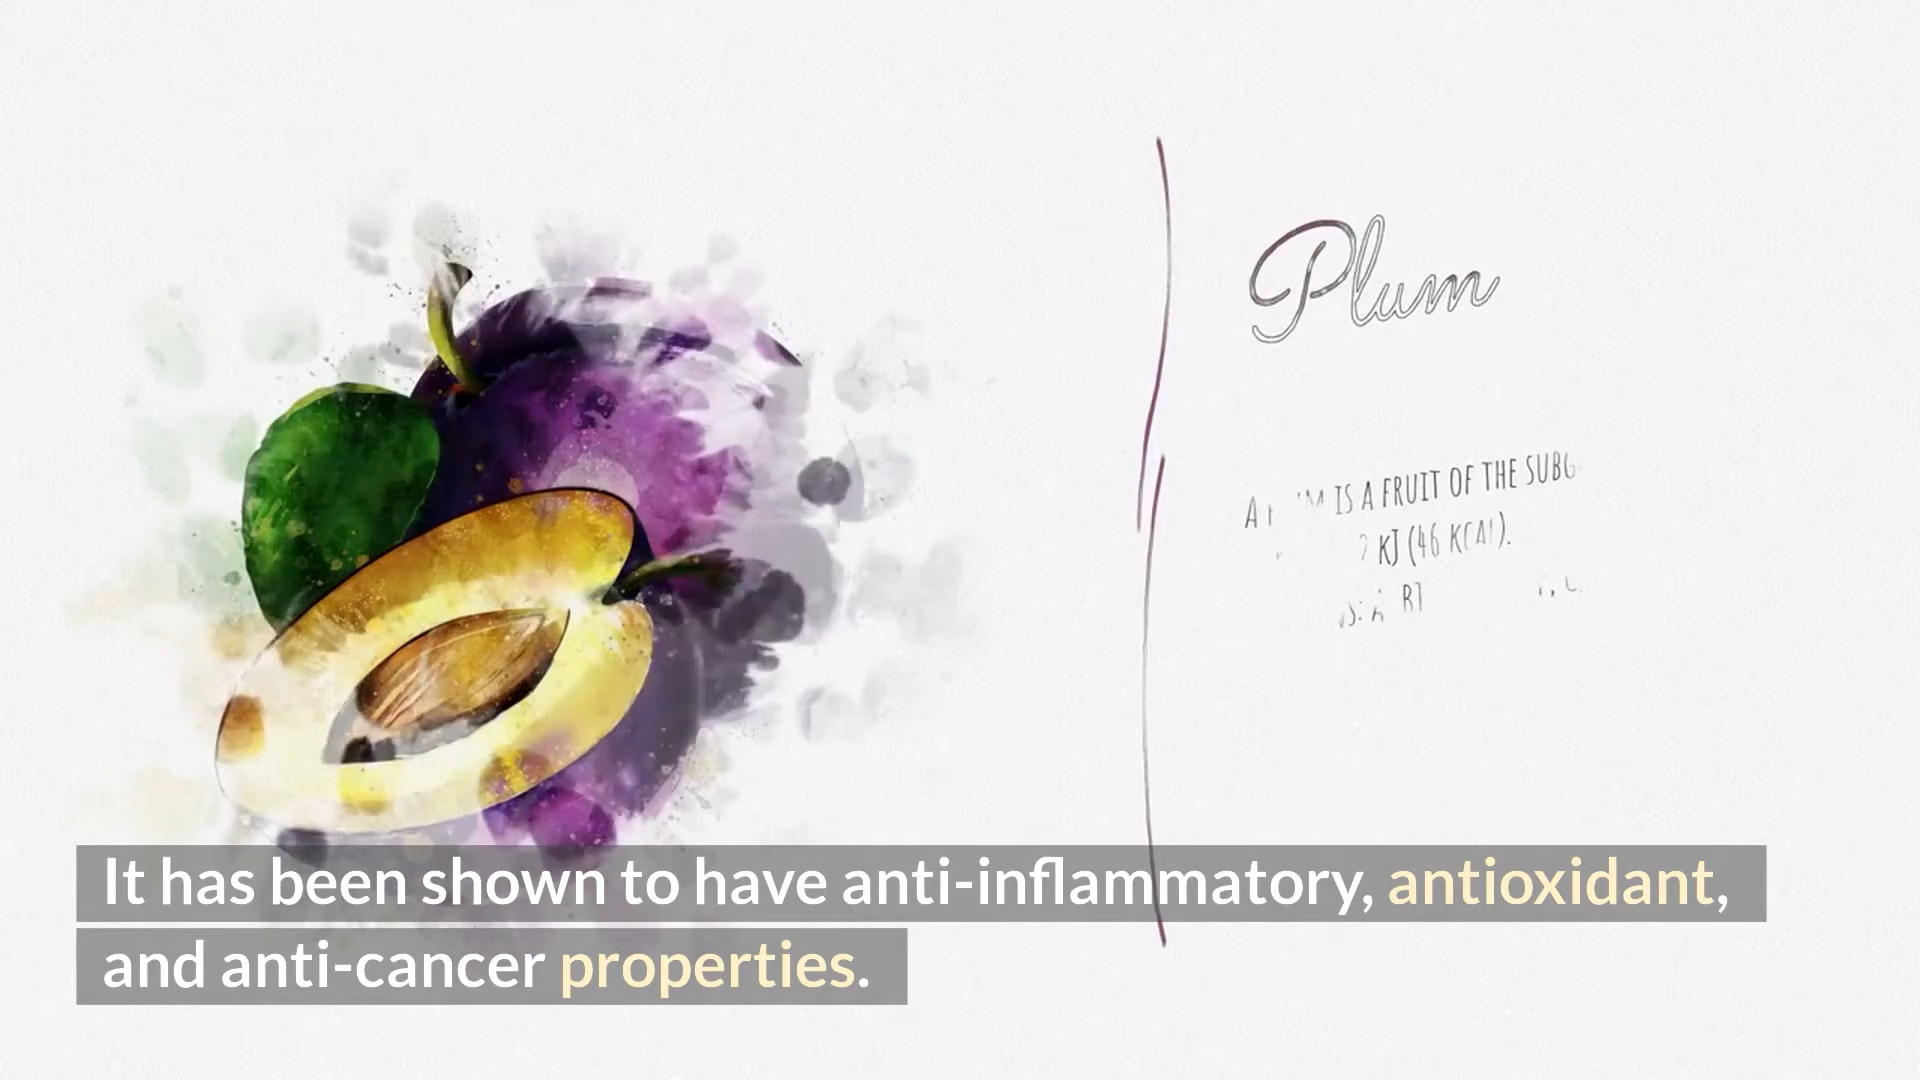 Plum
A IS A FRUIT OF THE
KJ (46 KCAL).
It has been shown to have anti-inflammatory, antioxidant,
and anti-cancer properties.